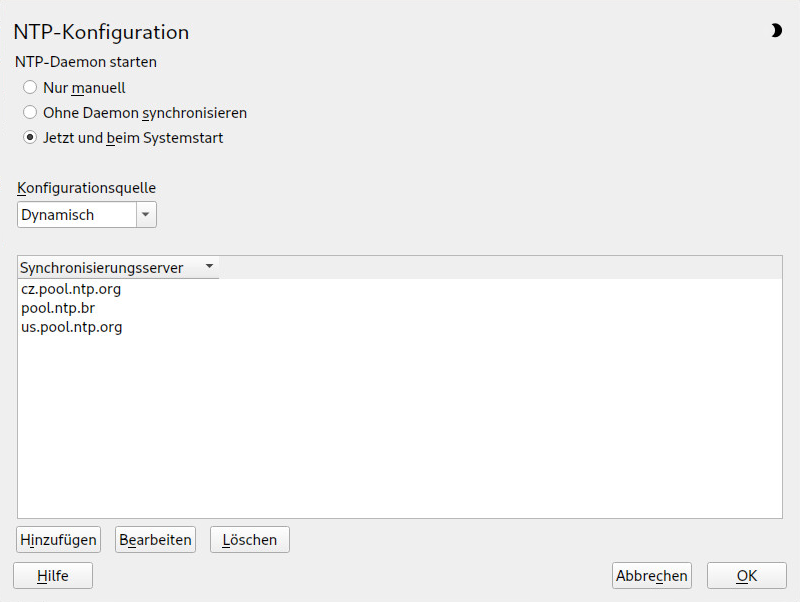 NTP-Konfiguration
NTP-Daemon starten
Nur manuell
Ohne Daemon synchronisieren
Jetzt und beim Systemstart
Konfigurationsquelle
Dynamisch
Synchronisierungsserver
cz.pool.ntp.org
pool.ntp.br
us.pool.ntp.org
Hinzufügen Bearbeiten Löschen
Hilfe Abbrechen OK